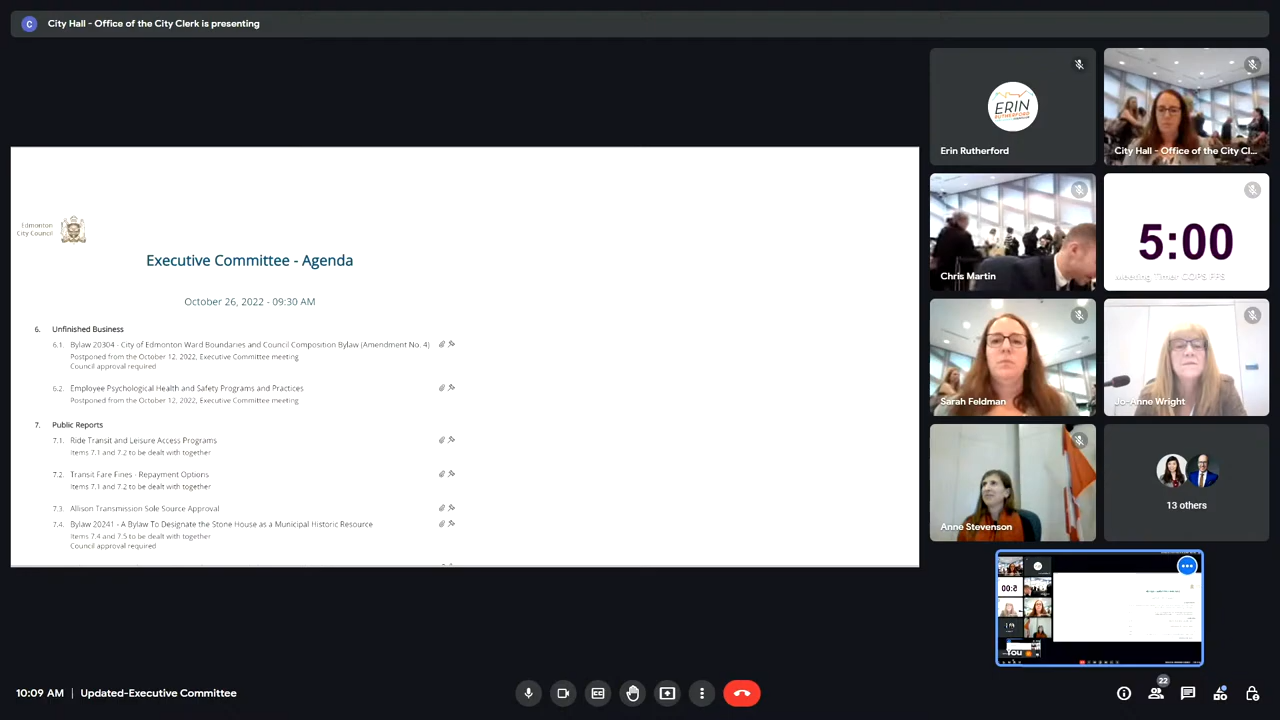 C
City Hall - Office of the City Clerk is presenting
Edmonton
City Council
Executive Committee - Agenda
October 26, 2022 - 09:30 AM
6. Unfinished Business
6.1. Bylaw 20304 - City of Edmonton Ward Boundaries and Council Composition Bylaw (Amendment No. 4)
Postponed from the October 12, 2022, Executive Committee meeting
Council approval required
6.2. Employee Psychological Health and Safety Programs and Practices
Postponed from the October 12, 2022, Executive Committee meeting
7. Public Reports
7.1. Ride Transit and Leisure Access Programs
Items 7.1 and 7.2 to be dealt with together
7.2. Transit Fare Fines - Repayment Options
Items 7.1 and 7.2 to be dealt with together
7.3. Allison Transmission Sole Source Approval
7.4. Bylaw 20241 - A Bylaw To Designate the Stone House as a Municipal Historic Resource
Items 7.4 and 7.5 to be dealt with together
Council approval required
ERIN
RUTHERFORD
Erin Rutherford
City Hall - Office of the City Cl...
Chris Martin
5:00
Meeting Timer COPS FPS
Sarah Feldman
Jo-Anne Wright
Anne Stevenson
13 others
5:00
You
10:09 AM | Updated-Executive Committee
22